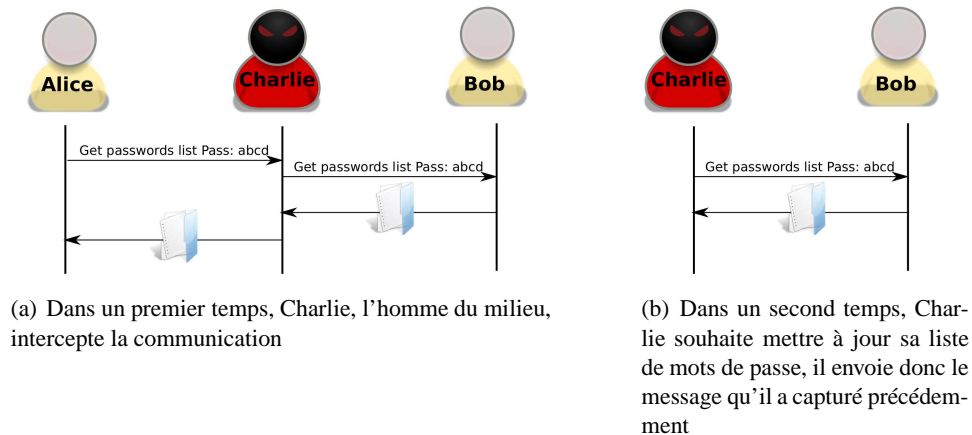 Alice
Charlie
Bob
Get passwords list Pass: abcd
Get passwords list Pass: abcd
(a) Dans un premier temps, Charlie, l'homme du milieu,
intercepte la communication
Charlie
Bob
Get passwords list Pass: abcd
(b) Dans un second temps, Char-
lie souhaite mettre à jour sa liste
de mots de passe, il envoie donc le
message qu'il a capturé précédem-
ment